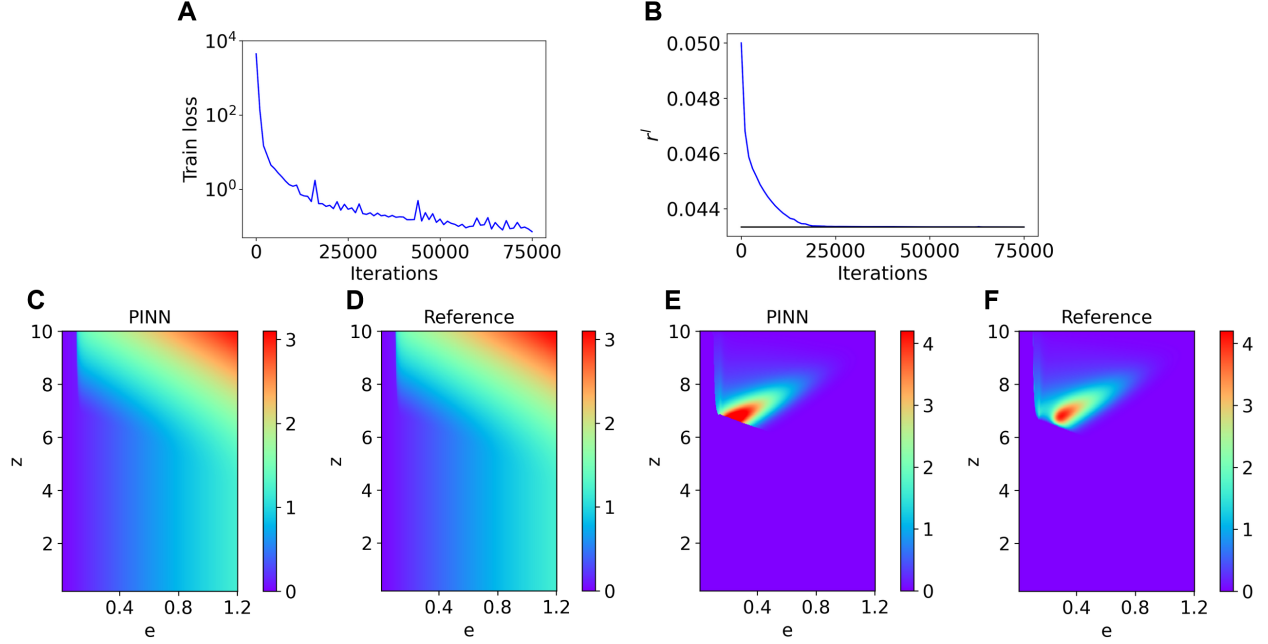 A
10^4
10^2
10^0
Train loss
0
25000
50000
75000
Iterations
B
0.050
0.048
0.046
0.044
r^l
0
25000
50000
75000
Iterations
C
PINN
10
8
6
4
2
z
0.4
0.8
1.2
e
3
2
1
0
D
Reference
10
8
6
4
2
z
0.4
0.8
1.2
e
3
2
1
0
E
PINN
10
8
6
4
2
z
0.4
0.8
1.2
e
4
3
2
1
0
F
Reference
10
8
6
4
2
z
0.4
0.8
1.2
e
4
3
2
1
0